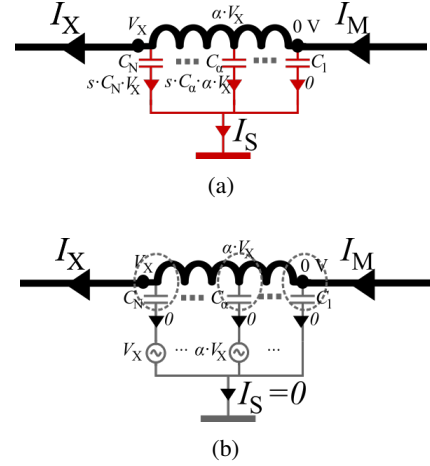 I_X V_X α·V_X 0 V I_M
C_N C_α C_1
s·C_N·V_X s·C_α·α·V_X 0
I_S
(a)
I_X V_X α·V_X 0 V I_M
C_N C_α C_1
0 0 0
V_X ··· α·V_X ···
I_S=0
(b)